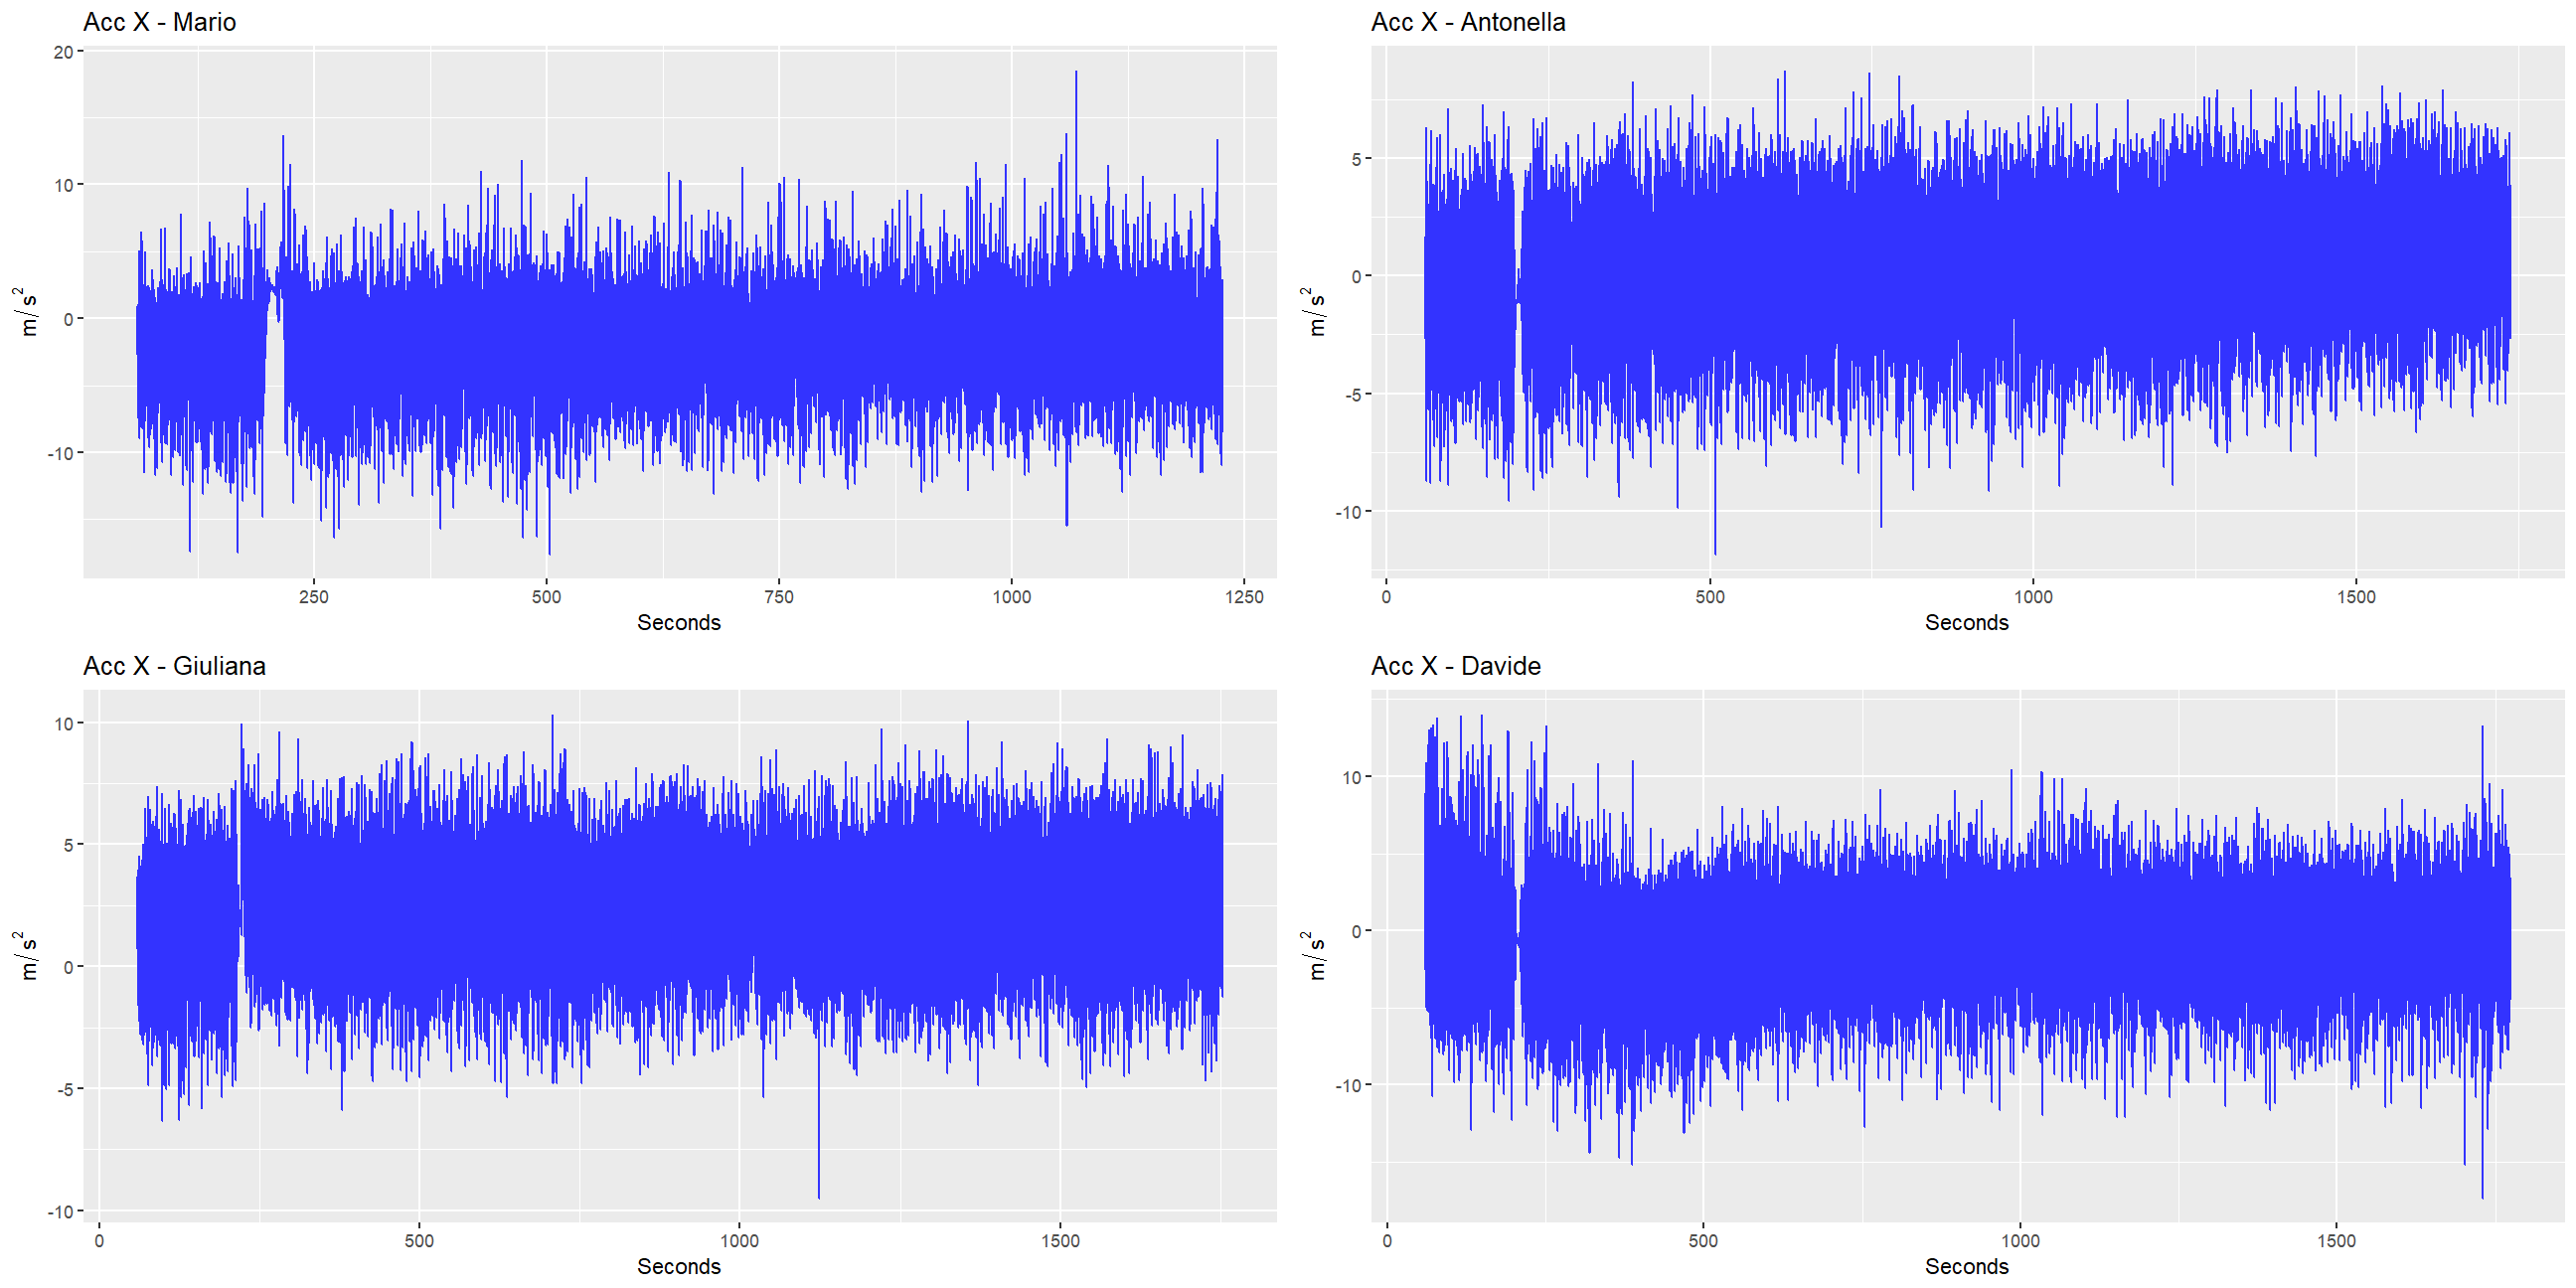 Acc X - Mario
20
10
0
-10
m/s²
250 500 750 1000 1250
Seconds
Acc X - Antonella
5
0
-5
-10
m/s²
0 500 1000 1500
Seconds
Acc X - Giuliana
10
5
0
-5
-10
m/s²
0 500 1000 1500
Seconds
Acc X - Davide
10
0
-10
m/s²
0 500 1000 1500
Seconds